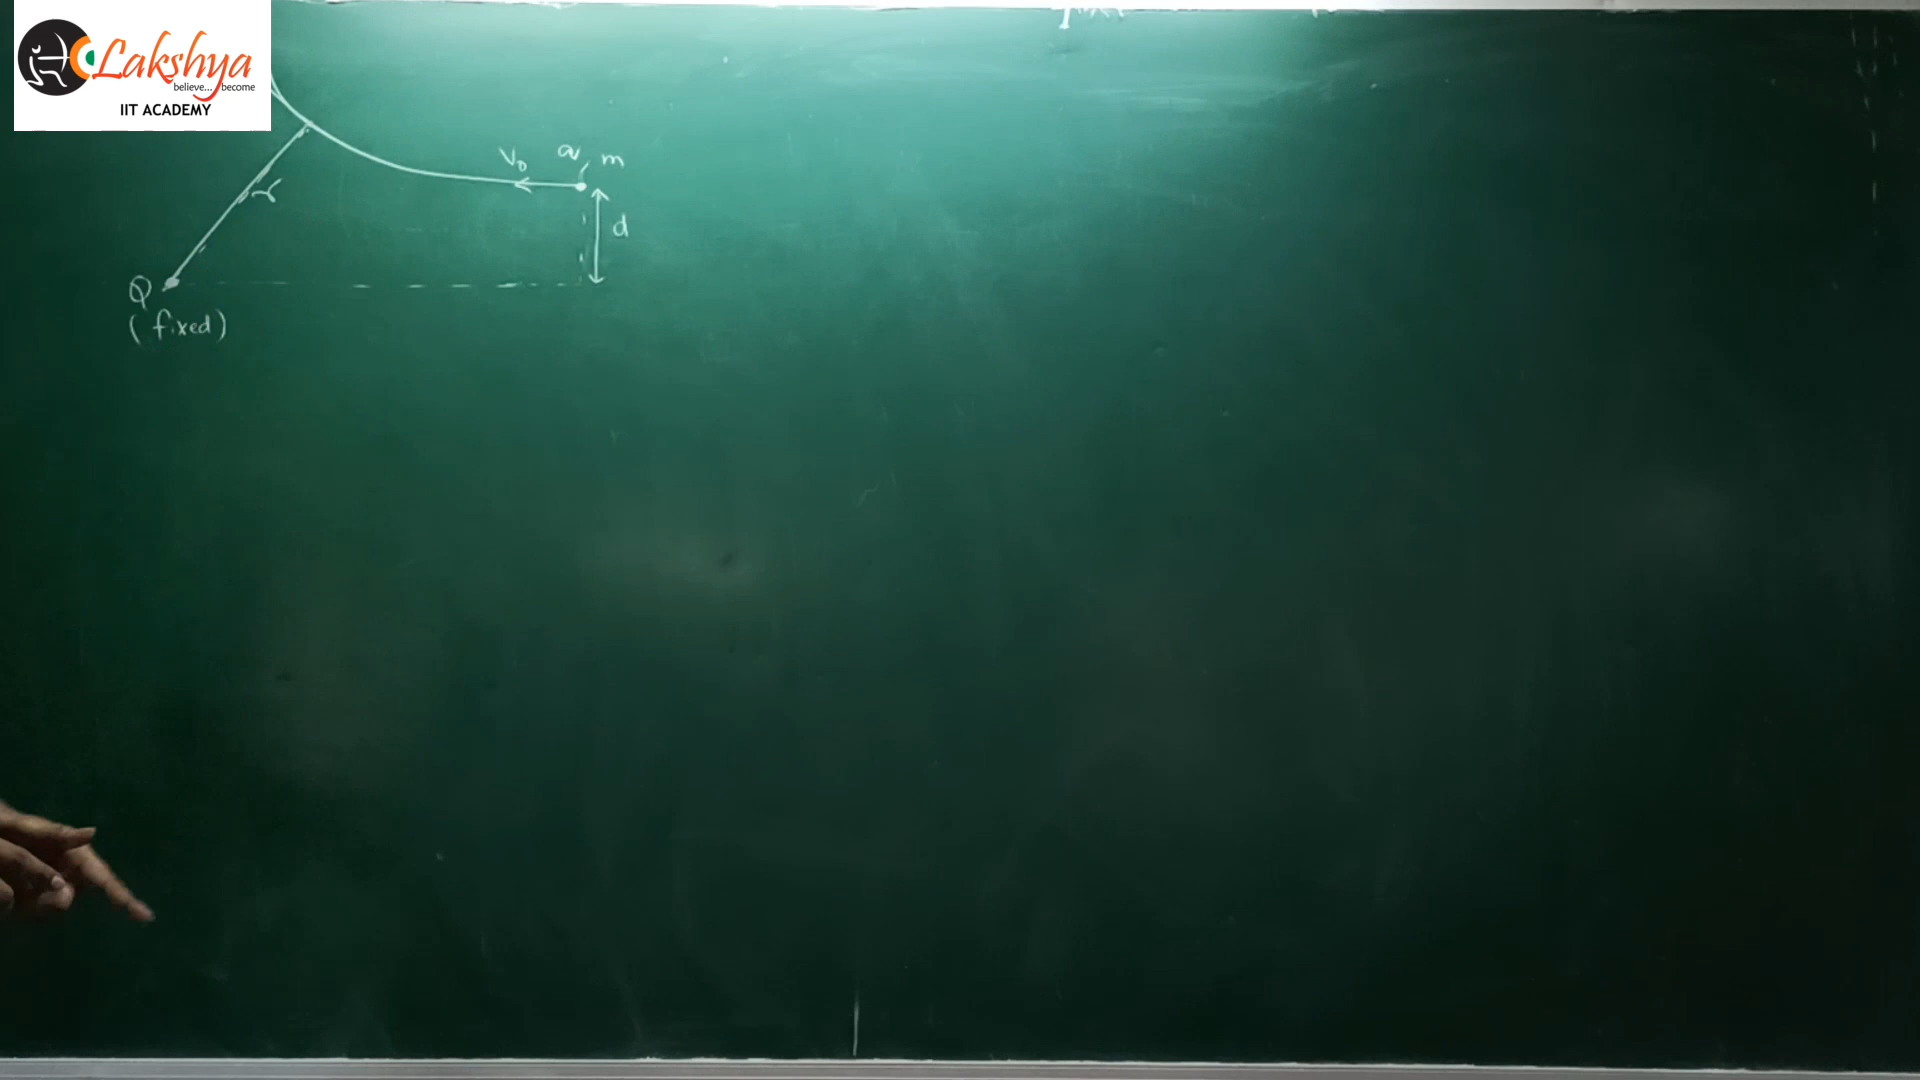 Lakshya
believe... become
IIT ACADEMY
V₀ q m
r
d
Q
(fixed)